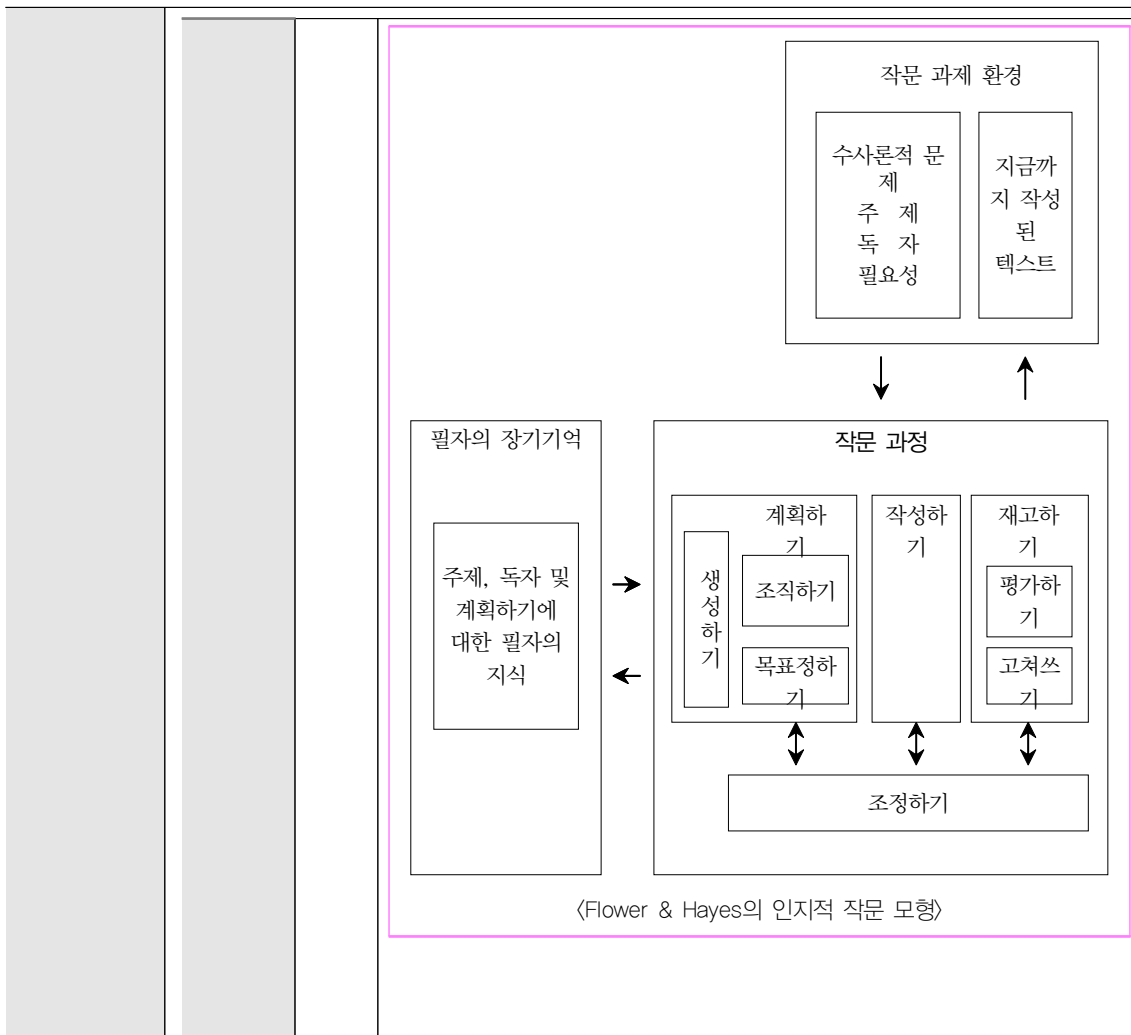 작문 과제 환경
수사론적 문
제
주 제
독 자
필요성
지금까
지 작성
된
텍스트
필자의 장기기억
주제, 독자 및
계획하기에
대한 필자의
지식
작문 과정
계획하
기
생
성
하
기
조직하기
목표정하
기
작성하
기
재고하
기
평가하
기
고쳐쓰
기
조정하기
〈Flower & Hayes의 인지적 작문 모형〉